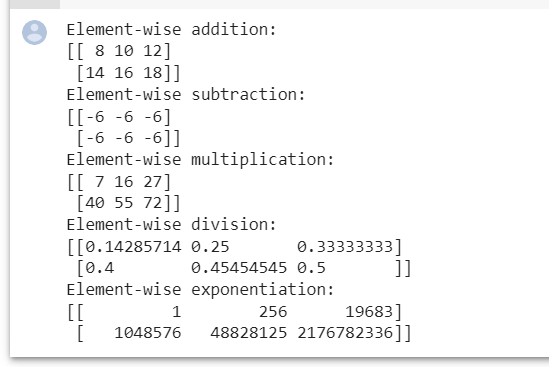 Element-wise addition:
[[ 8 10 12]
 [14 16 18]]
Element-wise subtraction:
[[-6 -6 -6]
 [-6 -6 -6]]
Element-wise multiplication:
[[ 7 16 27]
 [40 55 72]]
Element-wise division:
[[0.14285714 0.25       0.33333333]
 [0.4        0.45454545 0.5       ]]
Element-wise exponentiation:
[[         1        256      19683]
 [   1048576   48828125 2176782336]]